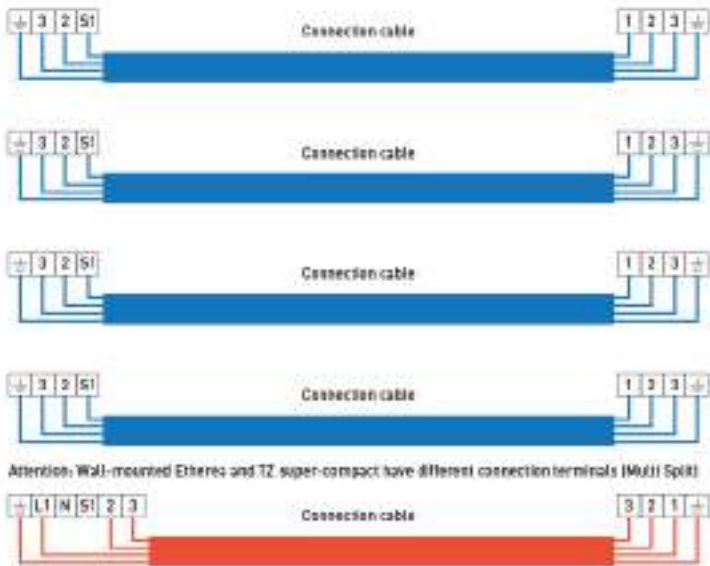 3 2 S1 Connection cable 1 2 3
3 2 S1 Connection cable 1 2 3
3 2 S1 Connection cable 1 2 3
3 2 S1 Connection cable 1 2 3
Attention: Wall-mounted Etherea and TZ super-compact have different connection terminals (Multi Split)
L1 N S1 2 3 Connection cable 3 2 1